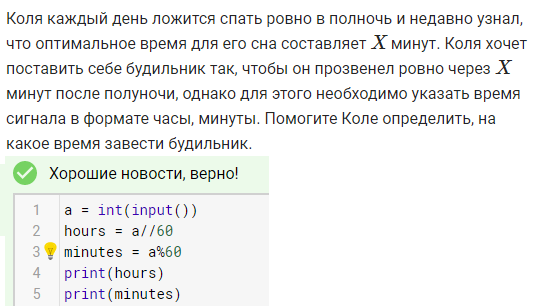 Коля каждый день ложится спать ровно в полночь и недавно узнал,
что оптимальное время для его сна составляет X минут. Коля хочет
поставить себе будильник так, чтобы он прозвенел ровно через X
минут после полуночи, однако для этого необходимо указать время
сигнала в формате часы, минуты. Помогите Коле определить, на
какое время завести будильник.
Хорошие новости, верно!
1 a = int(input())
2 hours = a//60
3 minutes = a%60
4 print(hours)
5 print(minutes)